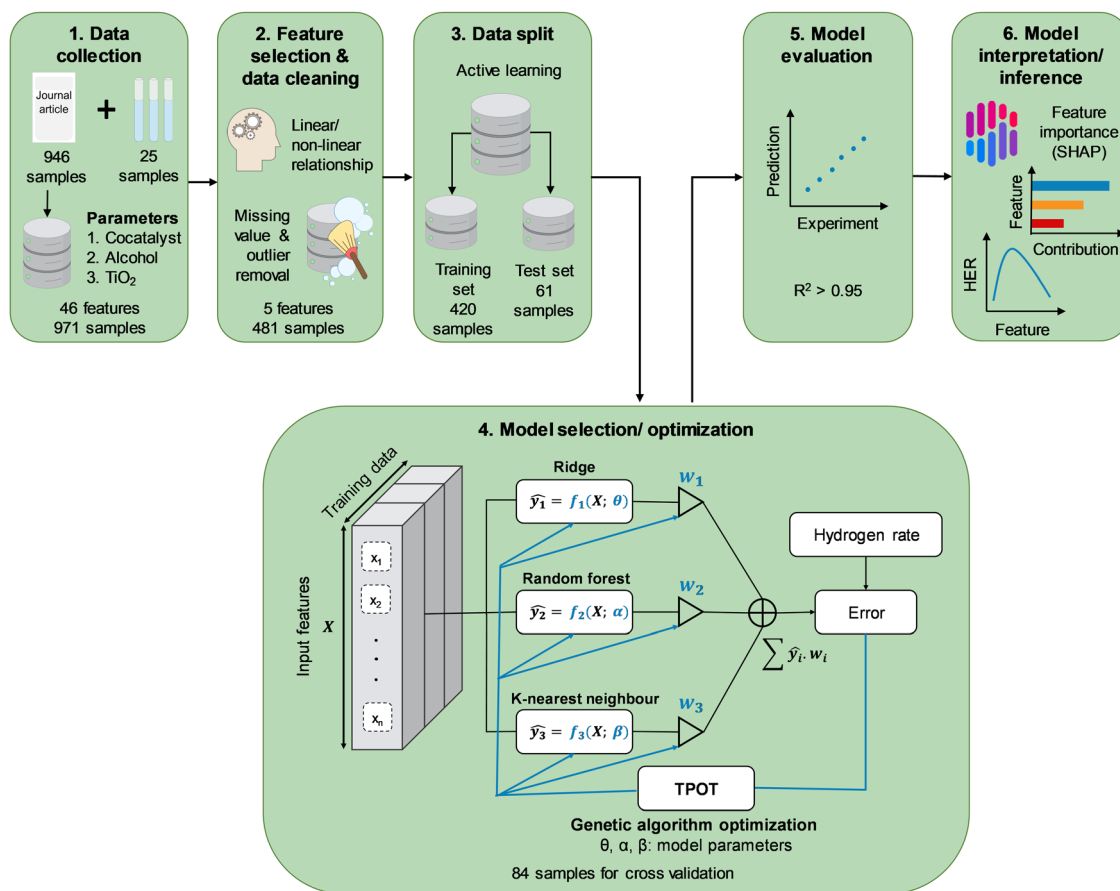 1. Data
collection
Journal
article
+
946
samples
25
samples
Parameters
1. Cocatalyst
2. Alcohol
3. TiO₂
46 features
971 samples
2. Feature
selection &
data cleaning
Linear/
non-linear
relationship
Missing
value &
outlier
removal
5 features
481 samples
3. Data split
Active learning
Training
set
420
samples
Test set
61
samples
4. Model selection/ optimization
Training data
Input features
X
x₁
x₂
xₙ
Ridge
ŷ₁ = f₁(X; θ)
w₁
Random forest
ŷ₂ = f₂(X; α)
w₂
K-nearest neighbour
ŷ₃ = f₃(X; β)
w₃
∑ ŷᵢ. wᵢ
Hydrogen rate
Error
TPOT
Genetic algorithm optimization
θ, α, β: model parameters
84 samples for cross validation
5. Model
evaluation
Prediction
Experiment
R² > 0.95
6. Model
interpretation/
inference
Feature
importance
(SHAP)
Feature
Contribution
HER
Feature